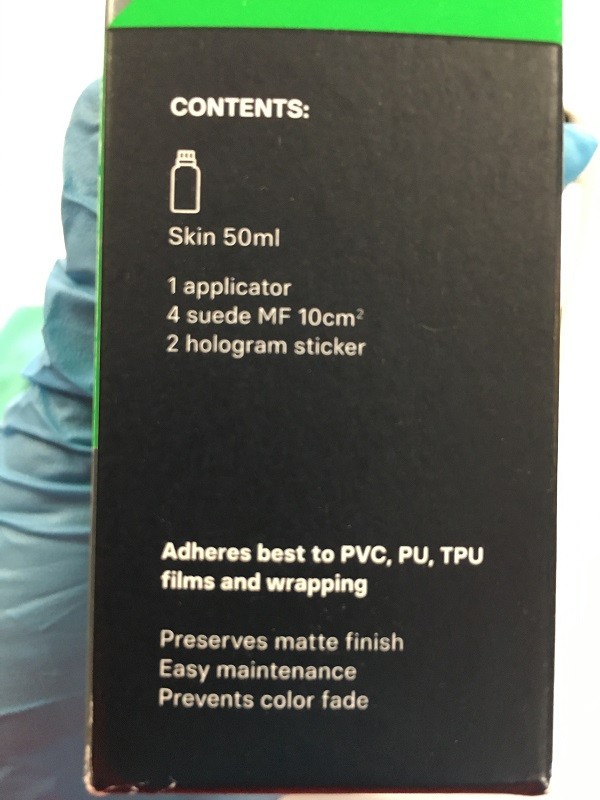 CONTENTS:
Skin 50ml
1 applicator
4 suede MF 10cm²
2 hologram sticker
Adheres best to PVC, PU, TPU
films and wrapping
Preserves matte finish
Easy maintenance
Prevents color fade